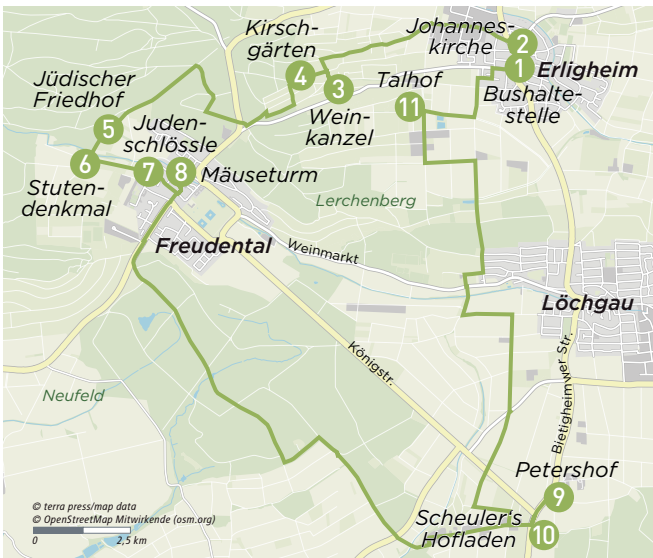 Johannes-
kirche
2
1
Erligheim
Bushalte-
stelle
Kirsch-
gärten
4
3
Wein-
kanzel
Talhof
11
Jüdischer
Friedhof
5
Juden-
schlössle
6
7
8
Mäuseturm
Stuten-
denkmal
Lerchenberg
Freudental
Weinmarkt
Löchgau
Königstr.
Bietigheimwer Str.
Neufeld
Petershof
9
Scheuler's
Hofladen
10
© terra press/map data
© OpenStreetMap Mitwirkende (osm.org)
0 2,5 km